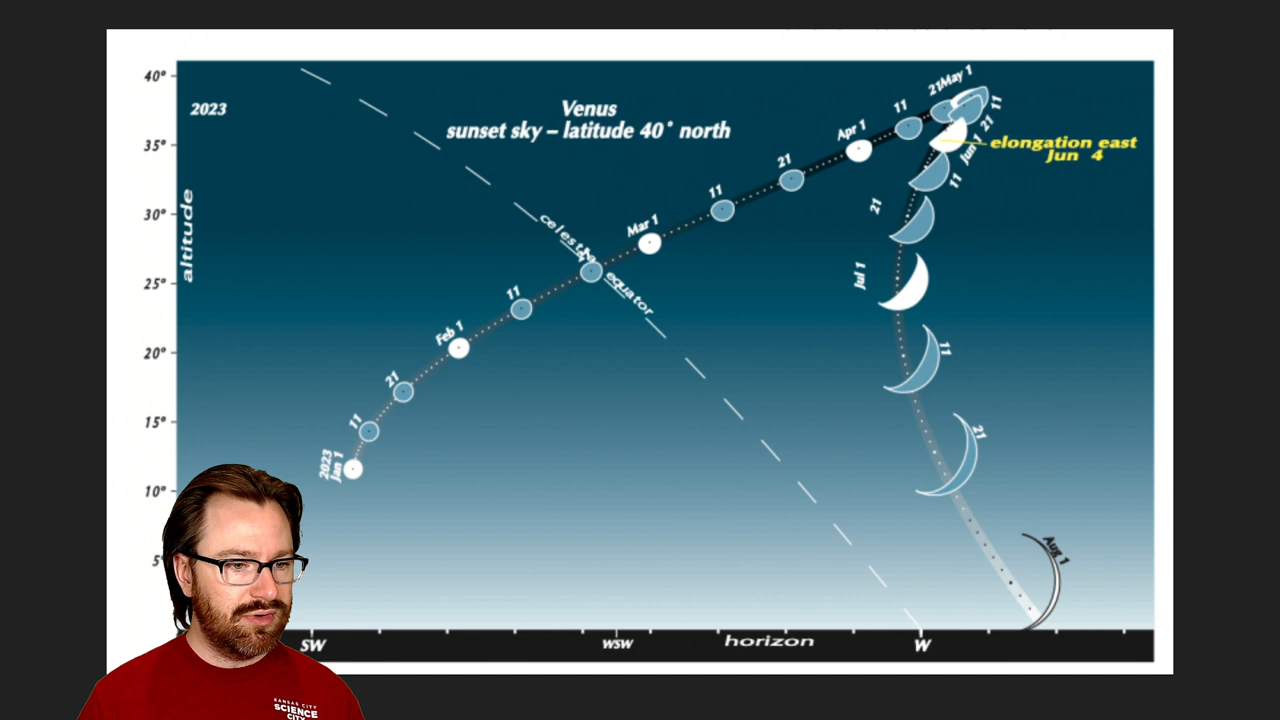 2023
Venus
sunset sky – latitude 40° north
40°
35°
30°
25°
20°
15°
10°
5°
altitude
2023
Jan 1
11
21
Feb 1
11
celestial equator
Mar 1
11
21
Apr 1
11
21
May 1
11
21
Jun 1
elongation east
Jun 4
11
21
Jul 1
11
21
Aug 1
SW
WSW
horizon
W
KANSAS CITY
SCIENCE
CITY